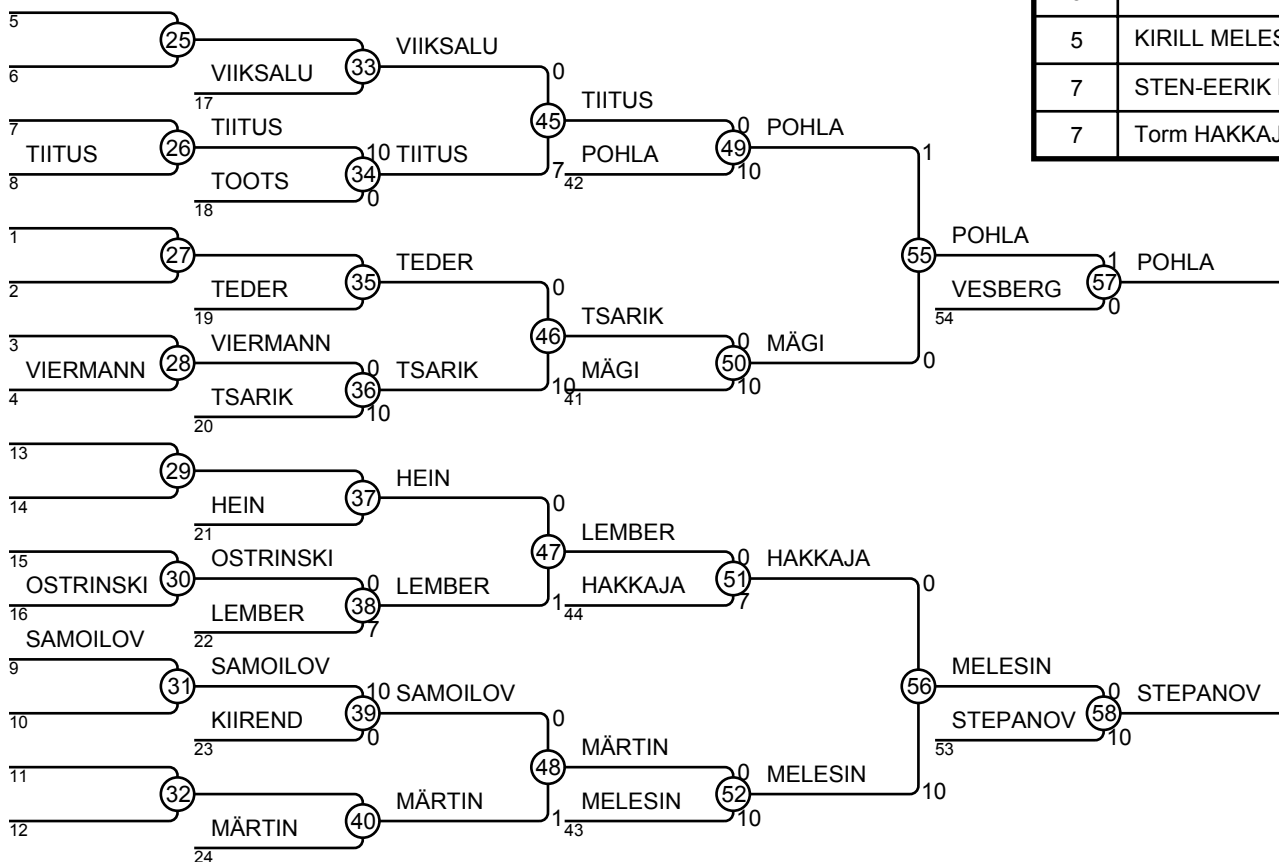 5
KIRILL MELES
7
STEN-EERIK
7
Torm HAKKAJ
5
25
6
VIIKSALU
17
33
VIIKSALU
0
7
TIITUS
8
26
TIITUS
TOOTS
18
10
34
0
TIITUS
7
45
TIITUS
POHLA
42
0
49
10
POHLA
1
1
27
2
TEDER
19
35
TEDER
0
3
VIERMANN
4
28
VIERMANN
TSARIK
20
0
36
10
TSARIK
10
46
TSARIK
MÄGI
41
0
50
10
MÄGI
0
55
POHLA
VESBERG
54
1
57
0
POHLA
13
29
14
HEIN
21
37
HEIN
0
15
OSTRINSKI
16
30
OSTRINSKI
LEMBER
22
0
38
7
LEMBER
1
47
LEMBER
HAKKAJA
44
0
51
7
HAKKAJA
0
SAMOILOV
9
31
10
SAMOILOV
KIIREND
23
10
39
0
SAMOILOV
0
11
32
12
MÄRTIN
24
40
MÄRTIN
1
48
MÄRTIN
MELESIN
43
0
52
10
MELESIN
10
56
MELESIN
STEPANOV
53
0
58
10
STEPANOV